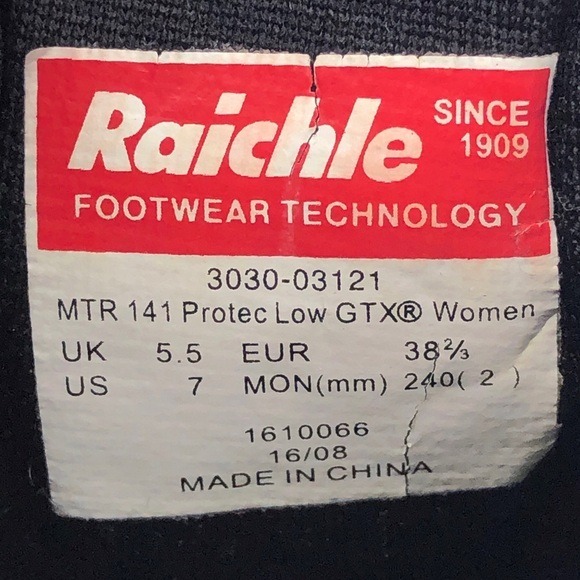 Raichle SINCE 1909
FOOTWEAR TECHNOLOGY
3030-03121
MTR 141 Protec Low GTX® Women
UK 5.5 EUR 38⅔
US 7 MON(mm) 240( 2 )
1610066
16/08
MADE IN CHINA